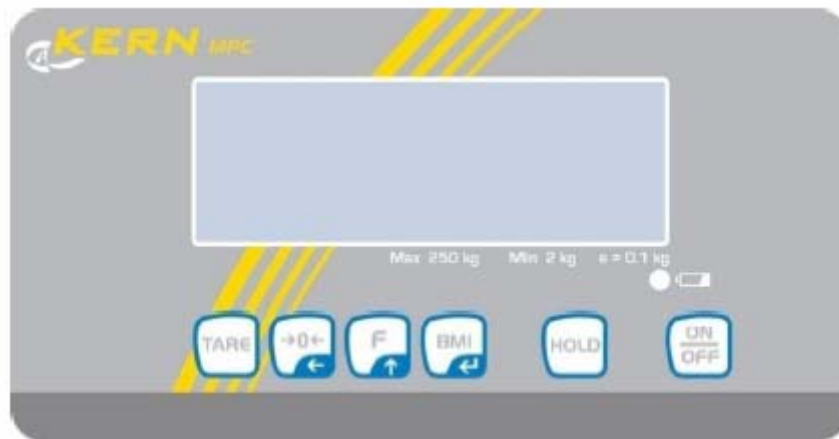 KERN MPC
Max 250 kg Min 2 kg e = 0.1 kg
TARE →0← F BMI HOLD ON
OFF